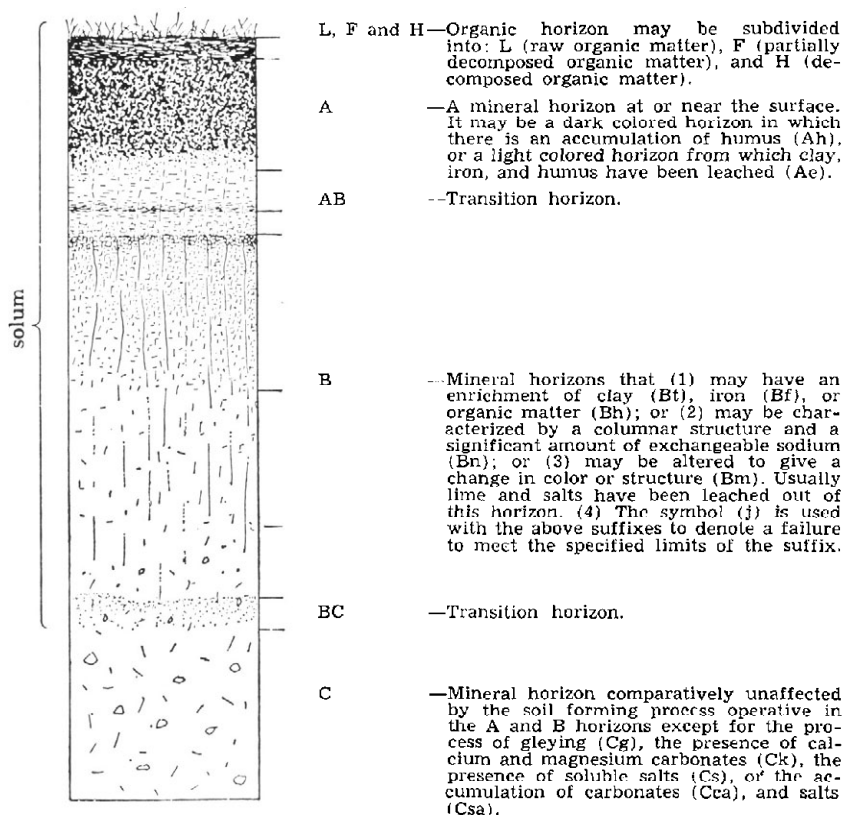 solum
L, F and H—Organic horizon may be subdivided
into: L (raw organic matter), F (partially
decomposed organic matter), and H (de-
composed organic matter).
A —A mineral horizon at or near the surface.
It may be a dark colored horizon in which
there is an accumulation of humus (Ah),
or a light colored horizon from which clay,
iron, and humus have been leached (Ae).
AB --Transition horizon.
B —Mineral horizons that (1) may have an
enrichment of clay (Bt), iron (Bf), or
organic matter (Bh); or (2) may be char-
acterized by a columnar structure and a
significant amount of exchangeable sodium
(Bn); or (3) may be altered to give a
change in color or structure (Bm). Usually
lime and salts have been leached out of
this horizon. (4) The symbol (j) is used
with the above suffixes to denote a failure
to meet the specified limits of the suffix.
BC —Transition horizon.
C —Mineral horizon comparatively unaffected
by the soil forming process operative in
the A and B horizons except for the pro-
cess of gleying (Cg), the presence of cal-
cium and magnesium carbonates (Ck), the
presence of soluble salts (Cs), or the ac-
cumulation of carbonates (Cca), and salts
(Csa).